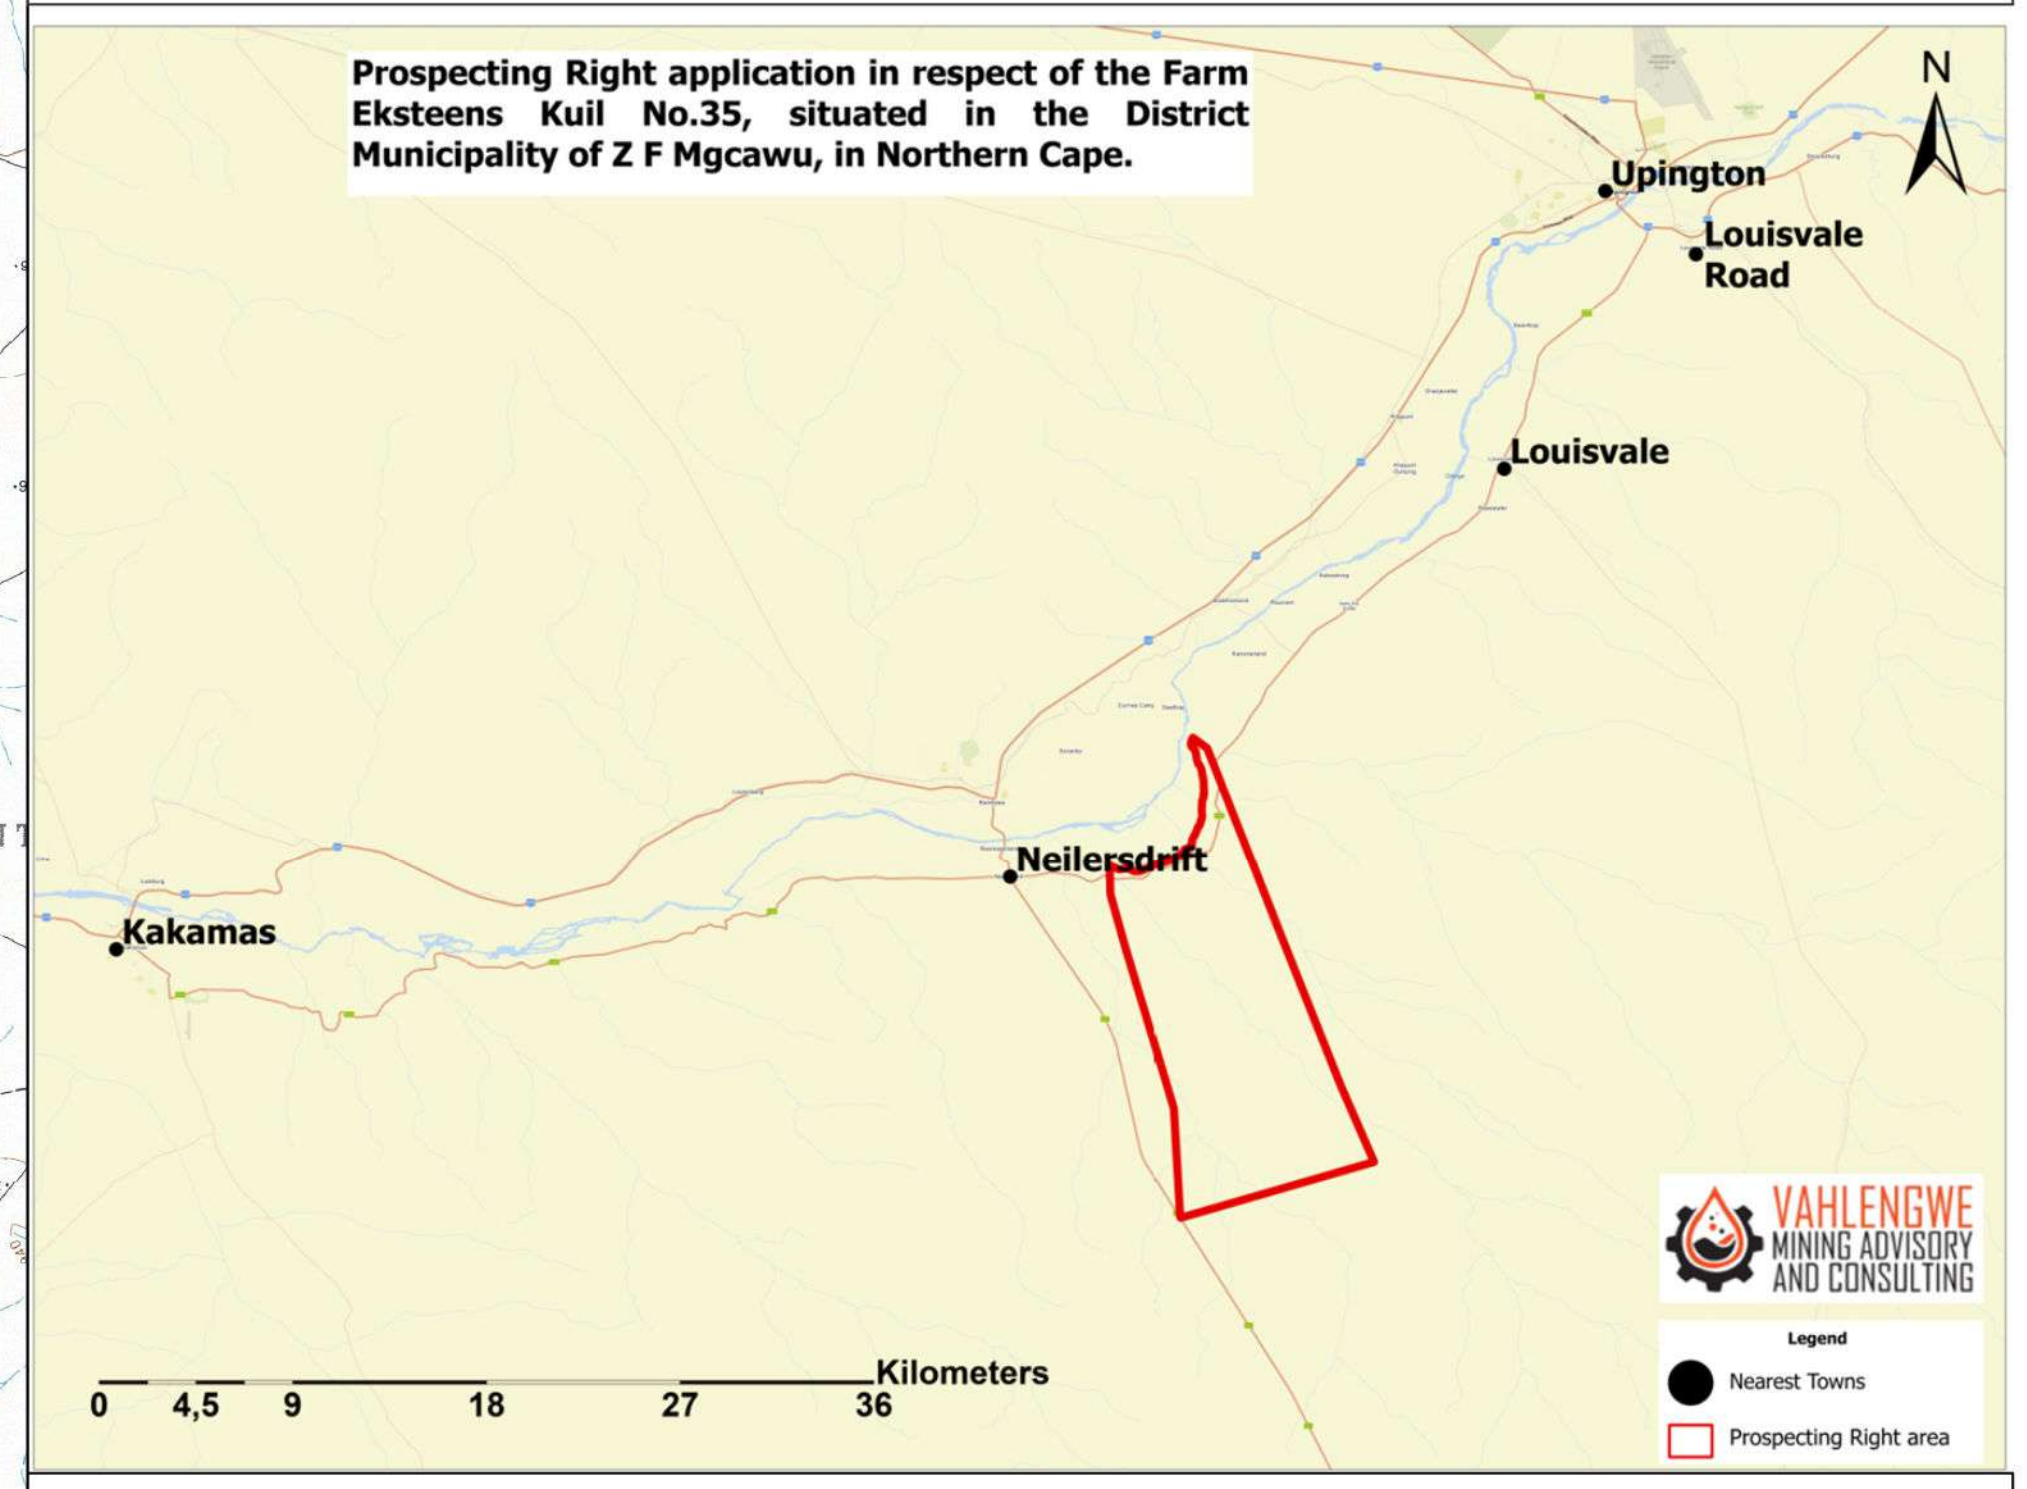 Prospecting Right application in respect of the Farm
Eksteens Kuil No.35, situated in the District
Municipality of Z F Mgcawu, in Northern Cape.
N
Upington
Louisvale
Road
Louisvale
Neilersdrift
Kakamas
Kilometers
0 4,5 9 18 27 36
VAHLENGWE
MINING ADVISORY
AND CONSULTING
Legend
Nearest Towns
Prospecting Right area